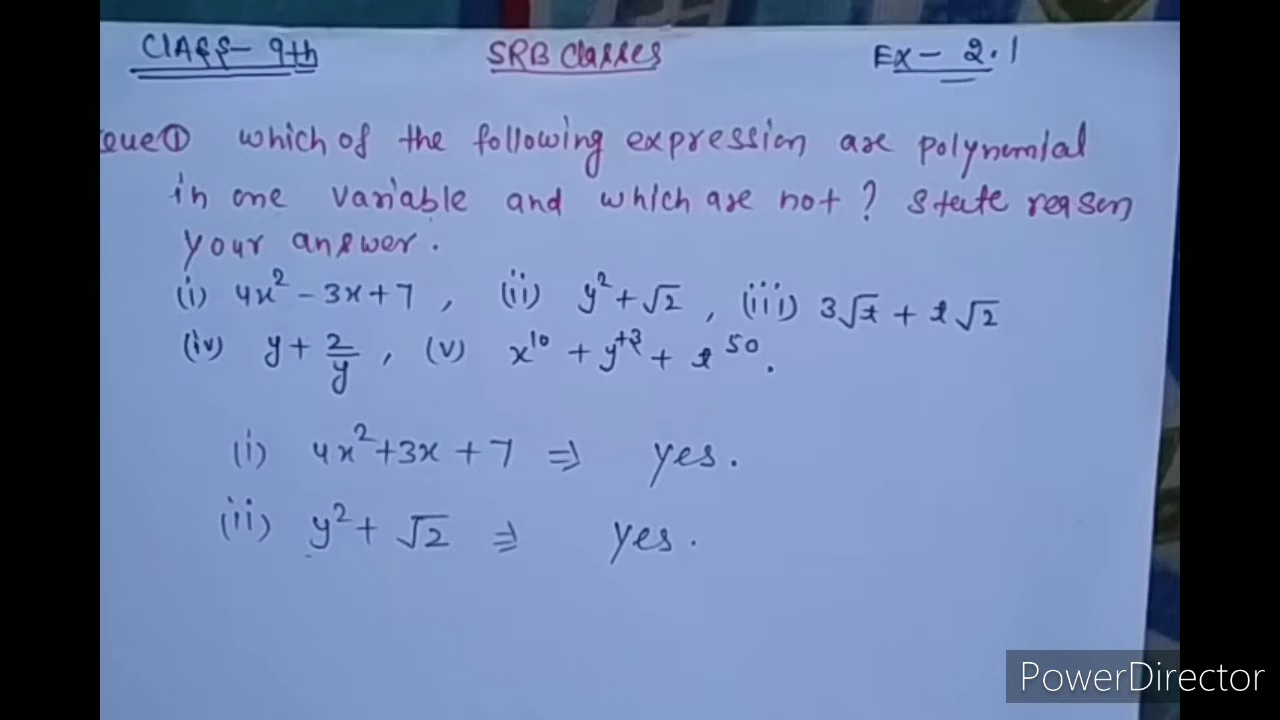 CLASS- 9th SRB Classes Ex- 2.1
Que① which of the following expression are polynomial
in one variable and which are not? State reason
your answer.
(i) 4x² - 3x + 7, (ii) y² + √2, (iii) 3√t + t√2
(iv) y + 2/y, (v) x¹⁰ + y⁺³ + t⁵⁰.
(i) 4x² + 3x + 7 ⇒ yes.
(ii) y² + √2 ⇒ yes.
PowerDirector